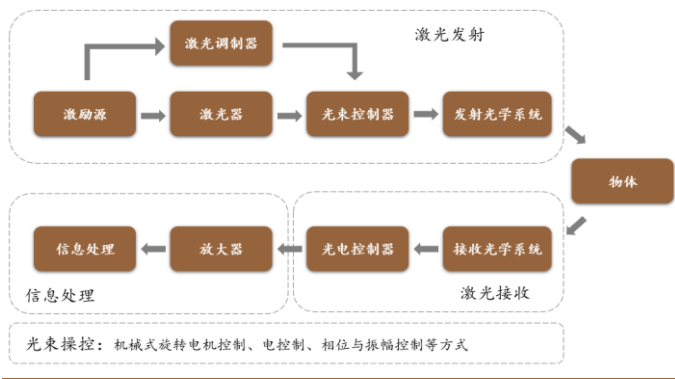 激光调制器
激光发射
激励源
激光器
光束控制器
发射光学系统
物体
信息处理
放大器
光电控制器
接收光学系统
信息处理
激光接收
光束操控：机械式旋转电机控制、电控制、相位与振幅控制等方式